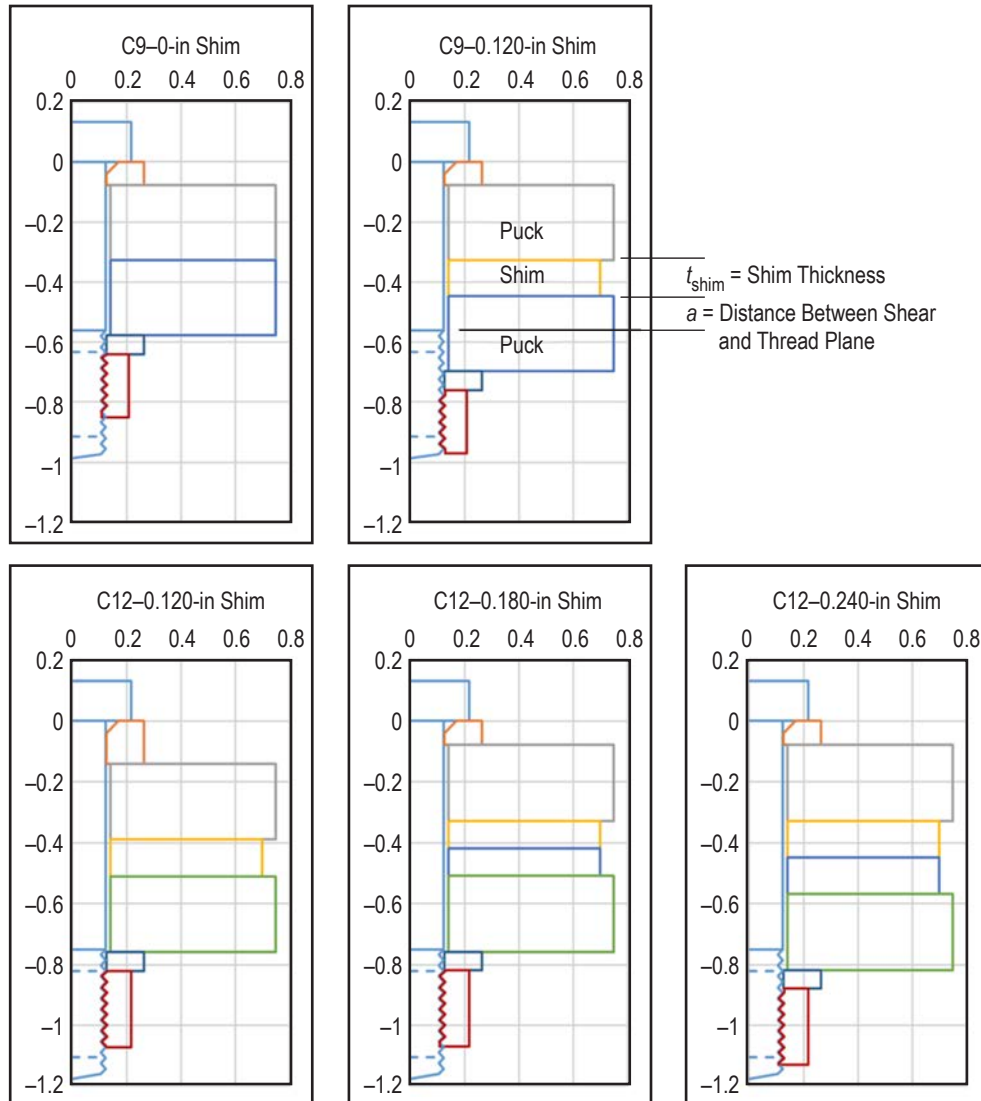 C9–0-in Shim
0 0.2 0.4 0.6 0.8
0.2
0
–0.2
–0.4
–0.6
–0.8
–1
–1.2
C9–0.120-in Shim
0 0.2 0.4 0.6 0.8
0.2
0
–0.2
–0.4
–0.6
–0.8
–1
–1.2
Puck
Shim
Puck
tshim = Shim Thickness
a = Distance Between Shear
and Thread Plane
C12–0.120-in Shim
0 0.2 0.4 0.6 0.8
0.2
0
–0.2
–0.4
–0.6
–0.8
–1
–1.2
C12–0.180-in Shim
0 0.2 0.4 0.6 0.8
0.2
0
–0.2
–0.4
–0.6
–0.8
–1
–1.2
C12–0.240-in Shim
0 0.2 0.4 0.6 0.8
0.2
0
–0.2
–0.4
–0.6
–0.8
–1
–1.2